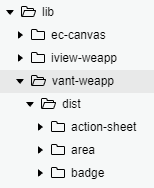 lib
ec-canvas
iview-weapp
vant-weapp
dist
action-sheet
area
badge